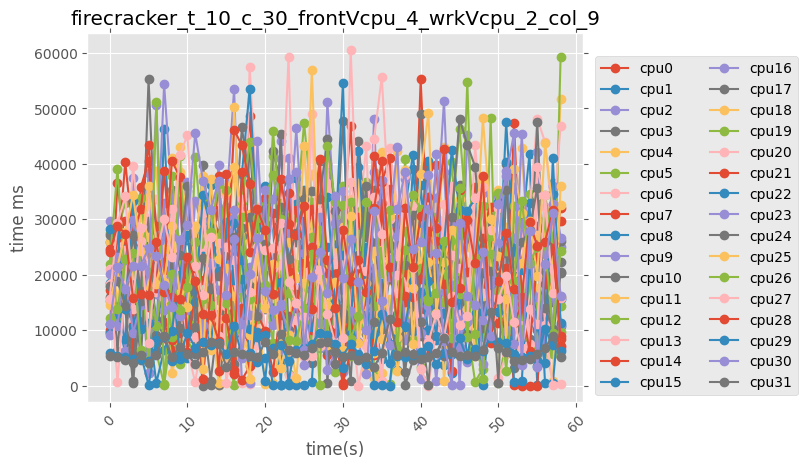 firecracker_t_10_c_30_frontVcpu_4_wrkVcpu_2_col_9
time ms
60000
50000
40000
30000
20000
10000
0
0
10
20
30
40
50
60
time(s)
cpu0
cpu1
cpu2
cpu3
cpu4
cpu5
cpu6
cpu7
cpu8
cpu9
cpu10
cpu11
cpu12
cpu13
cpu14
cpu15
cpu16
cpu17
cpu18
cpu19
cpu20
cpu21
cpu22
cpu23
cpu24
cpu25
cpu26
cpu27
cpu28
cpu29
cpu30
cpu31